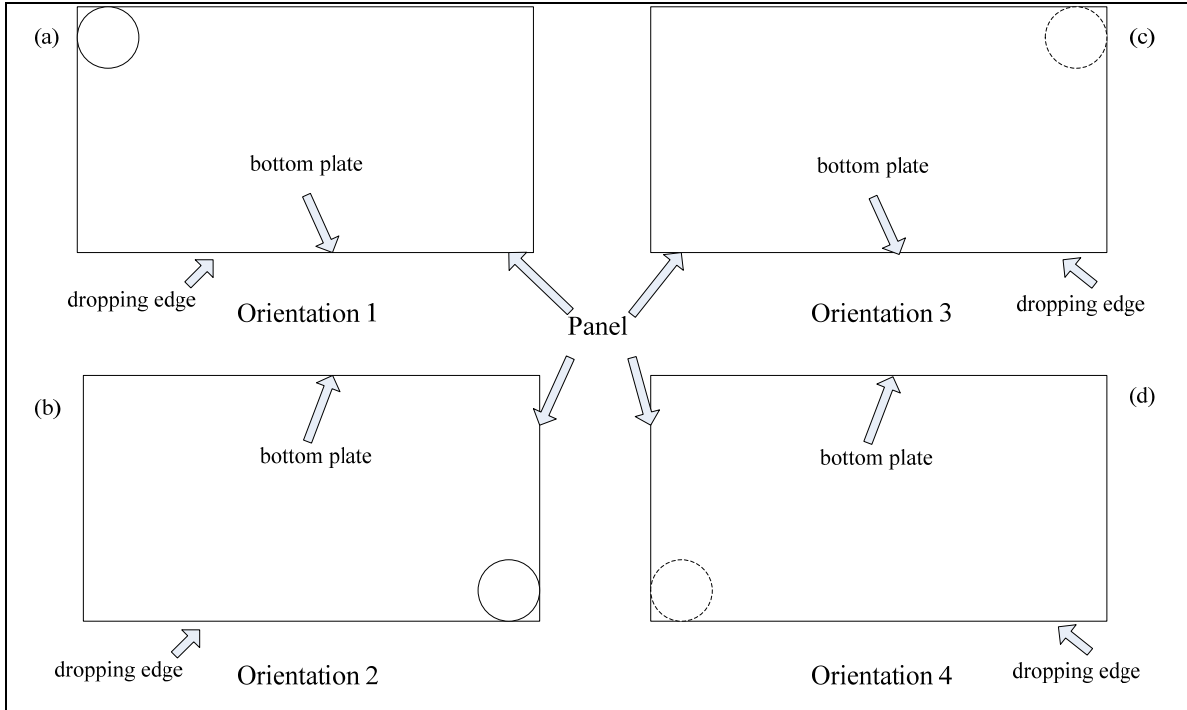 (a)
bottom plate
dropping edge
Orientation 1
(c)
bottom plate
dropping edge
Orientation 3
Panel
(b)
bottom plate
dropping edge
Orientation 2
(d)
bottom plate
dropping edge
Orientation 4